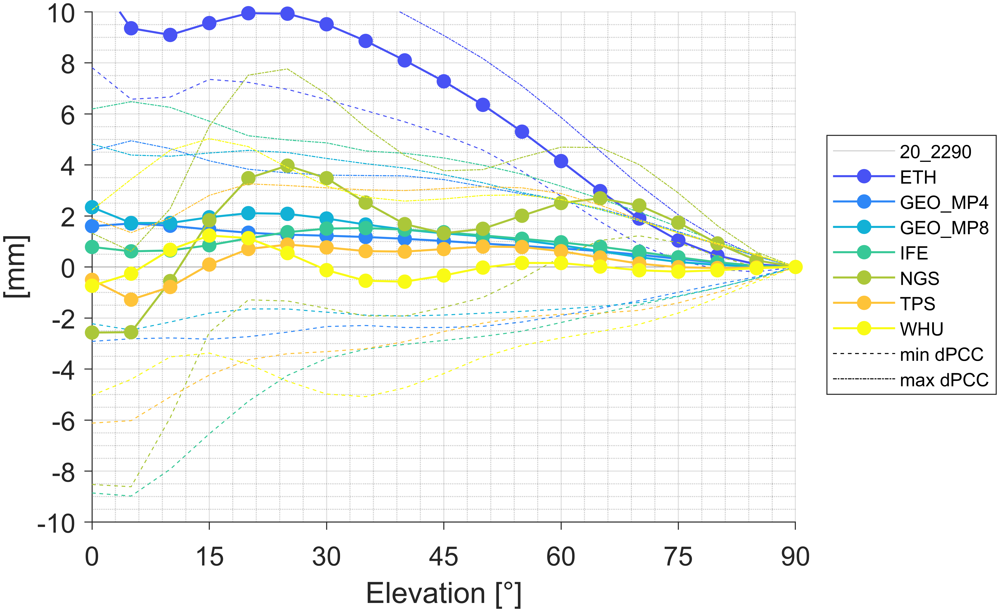 10
8
6
4
2
0
-2
-4
-6
-8
-10
[mm]
0 15 30 45 60 75 90
Elevation [°]
20_2290
ETH
GEO_MP4
GEO_MP8
IFE
NGS
TPS
WHU
min dPCC
max dPCC